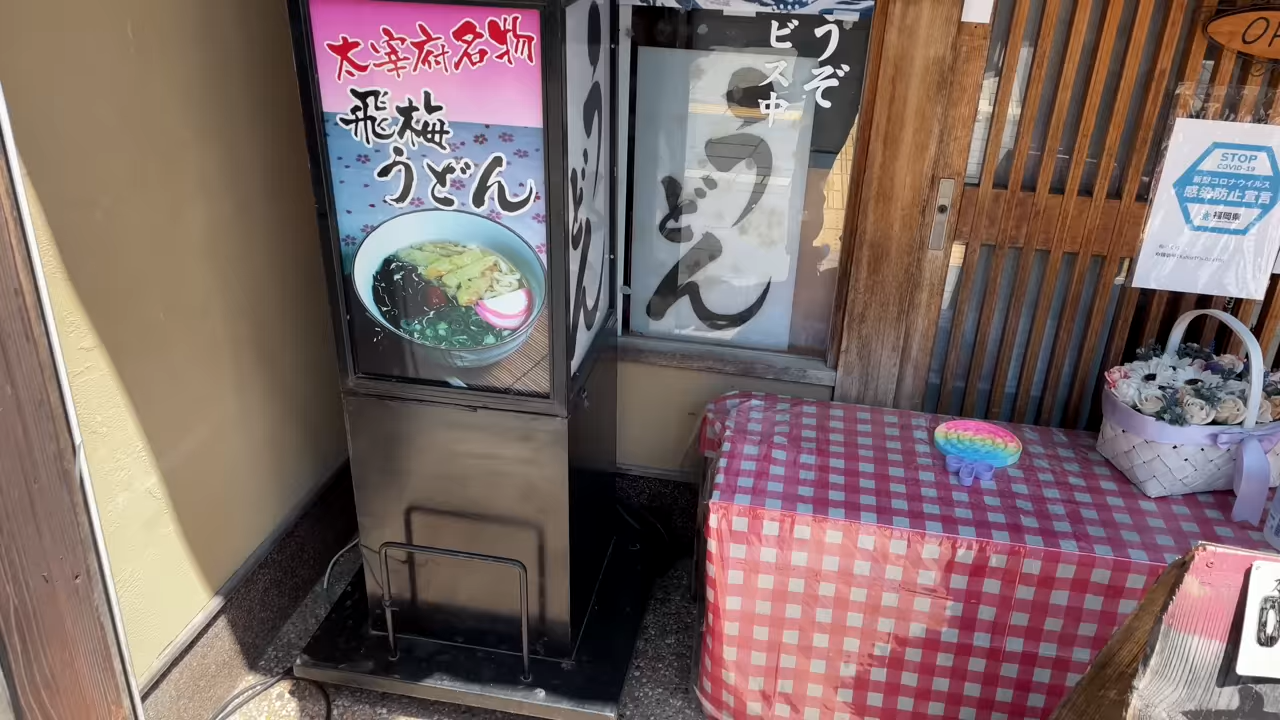 太宰府名物
飛梅
うどん
うどん
うどん
うぞ
ビス中
STOP
COVID-19
新型コロナウイルス
感染防止宣言
福岡県